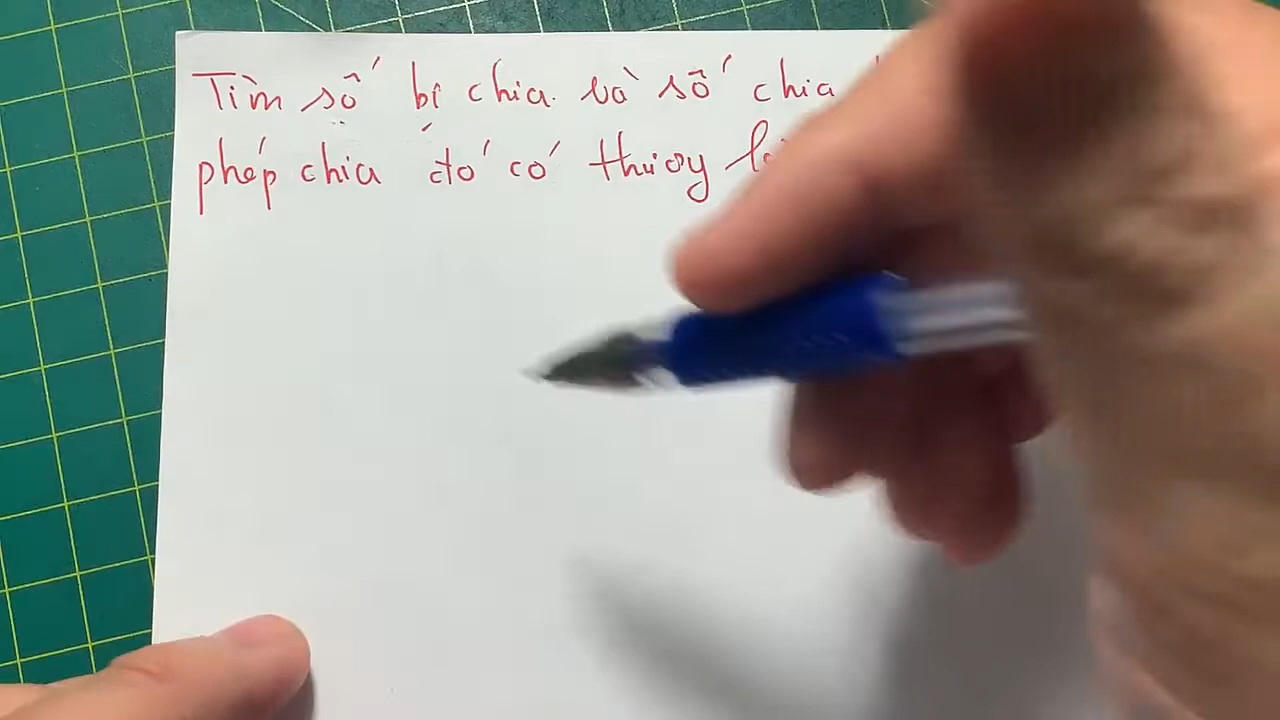 Tìm số bị chia và số chia
phép chia đó có thương